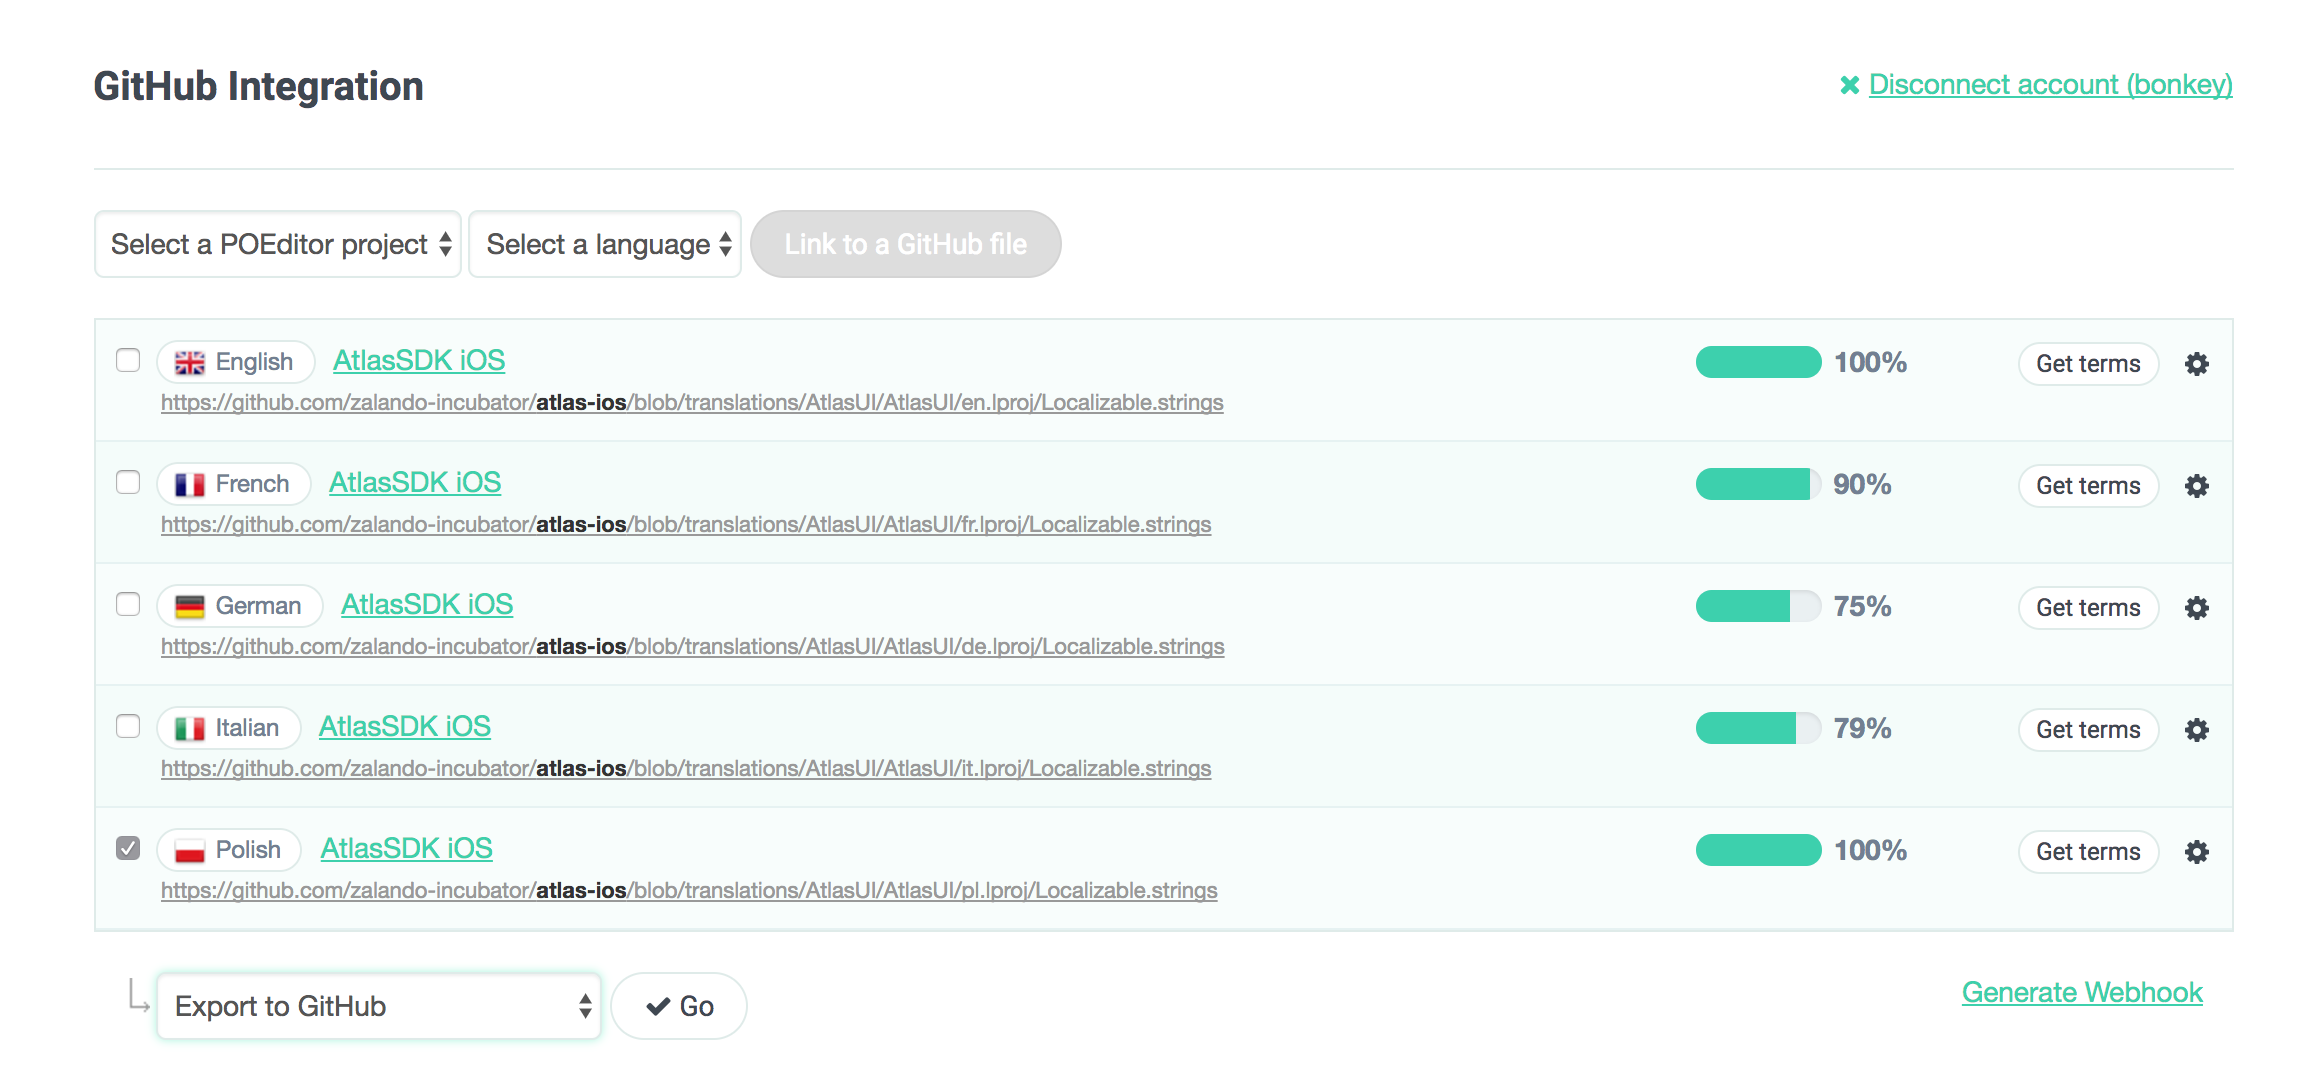 GitHub Integration
Disconnect account (bonkey)
Select a POEditor project
Select a language
Link to a GitHub file
English AtlasSDK iOS 100% Get terms
https://github.com/zalando-incubator/atlas-ios/blob/translations/AtlasUI/AtlasUI/en.lproj/Localizable.strings
French AtlasSDK iOS 90% Get terms
https://github.com/zalando-incubator/atlas-ios/blob/translations/AtlasUI/AtlasUI/fr.lproj/Localizable.strings
German AtlasSDK iOS 75% Get terms
https://github.com/zalando-incubator/atlas-ios/blob/translations/AtlasUI/AtlasUI/de.lproj/Localizable.strings
Italian AtlasSDK iOS 79% Get terms
https://github.com/zalando-incubator/atlas-ios/blob/translations/AtlasUI/AtlasUI/it.lproj/Localizable.strings
Polish AtlasSDK iOS 100% Get terms
https://github.com/zalando-incubator/atlas-ios/blob/translations/AtlasUI/AtlasUI/pl.lproj/Localizable.strings
Export to GitHub
Go
Generate Webhook